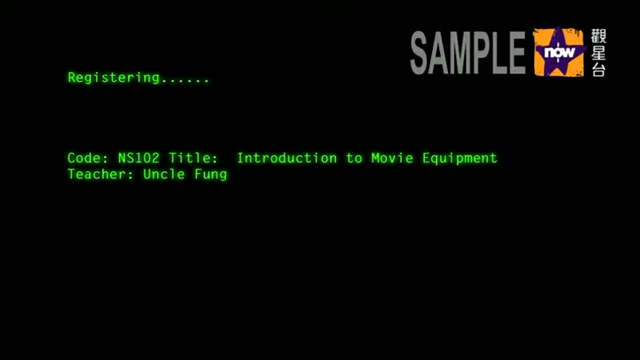 SAMPLE
now
觀星台
Registering......
Code: NS102 Title:  Introduction to Movie Equipment
Teacher: Uncle Fung